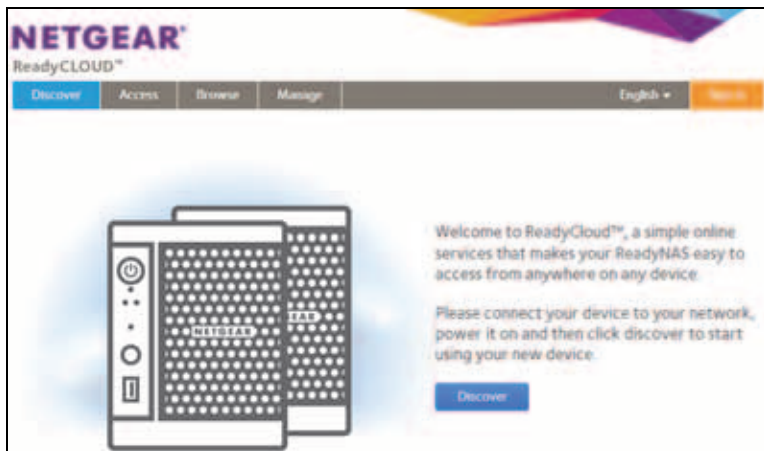 NETGEAR®
ReadyCLOUD™
Discover Access Browse Manage English
Welcome to ReadyCloud™, a simple online
services that makes your ReadyNAS easy to
access from anywhere on any device.
Please connect your device to your network,
power it on and then click discover to start
using your new device.
Discover
NETGEAR
EAR